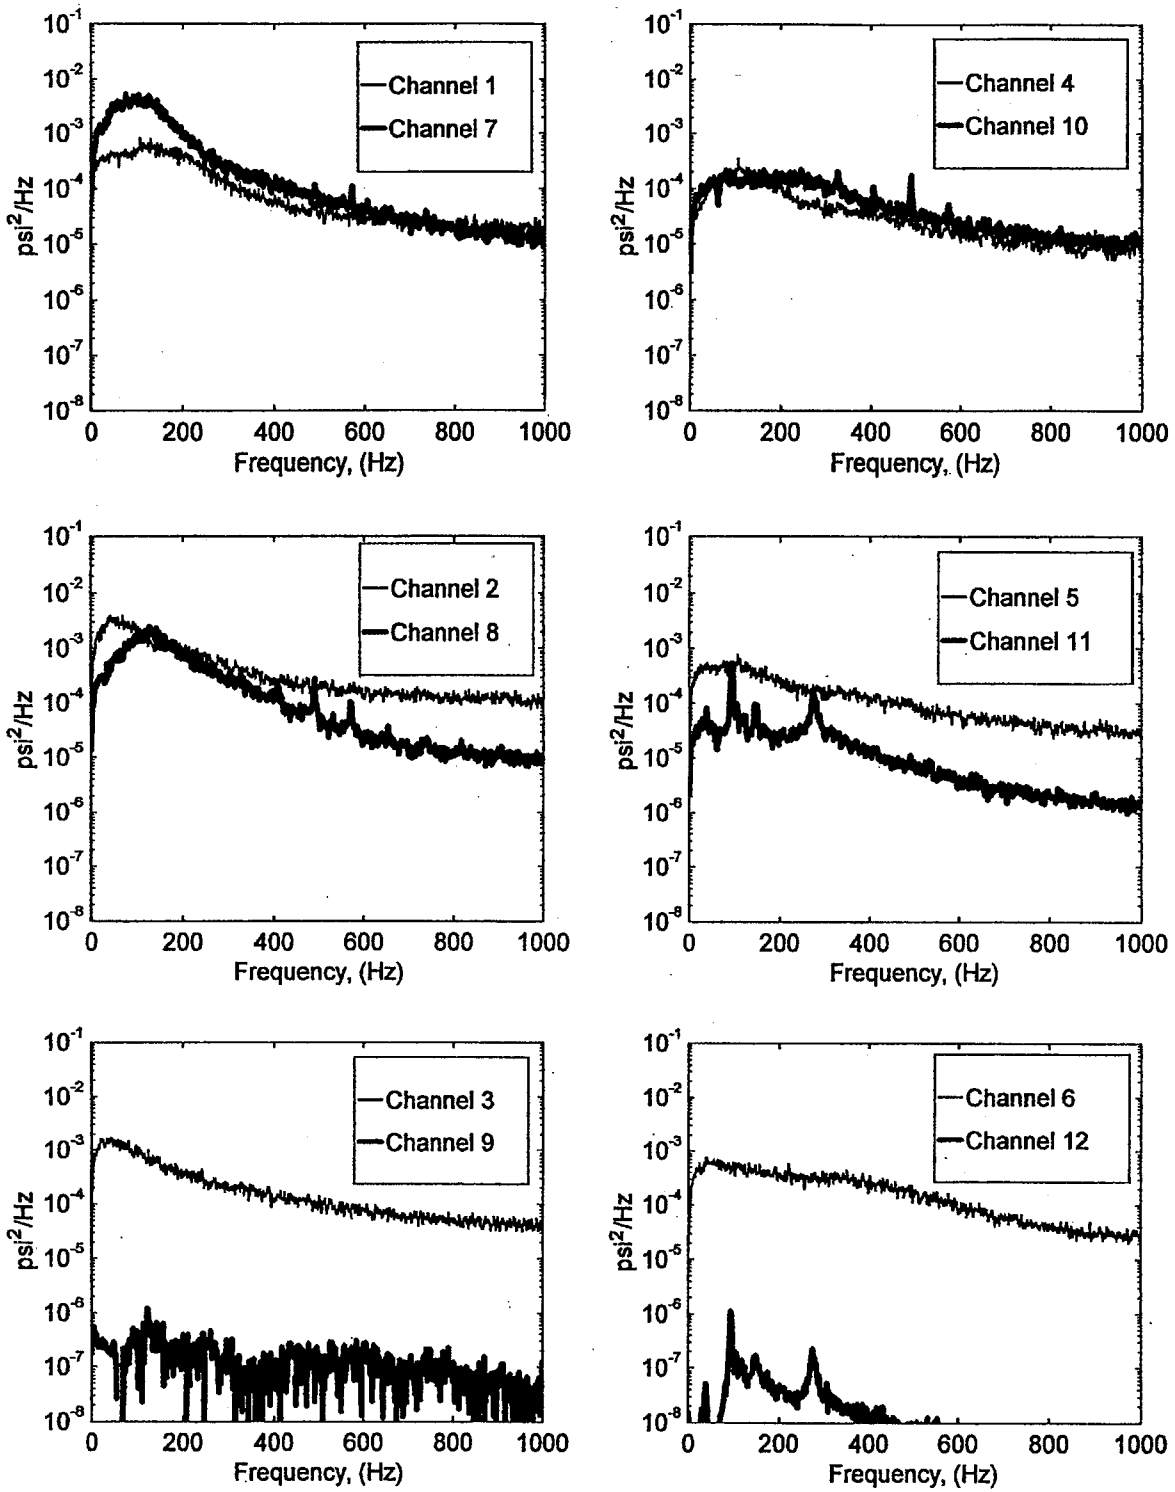 10^-1
10^-2
10^-3
10^-4
10^-5
10^-6
10^-7
10^-8
psi^2/Hz
Channel 1
Channel 7
0 200 400 600 800 1000
Frequency, (Hz)
10^-1
10^-2
10^-3
10^-4
10^-5
10^-6
10^-7
10^-8
psi^2/Hz
Channel 4
Channel 10
0 200 400 600 800 1000
Frequency, (Hz)
10^-1
10^-2
10^-3
10^-4
10^-5
10^-6
10^-7
10^-8
psi^2/Hz
Channel 2
Channel 8
0 200 400 600 800 1000
Frequency, (Hz)
10^-1
10^-2
10^-3
10^-4
10^-5
10^-6
10^-7
10^-8
psi^2/Hz
Channel 5
Channel 11
0 200 400 600 800 1000
Frequency, (Hz)
10^-1
10^-2
10^-3
10^-4
10^-5
10^-6
10^-7
10^-8
psi^2/Hz
Channel 3
Channel 9
0 200 400 600 800 1000
Frequency, (Hz)
10^-1
10^-2
10^-3
10^-4
10^-5
10^-6
10^-7
10^-8
psi^2/Hz
Channel 6
Channel 12
0 200 400 600 800 1000
Frequency, (Hz)